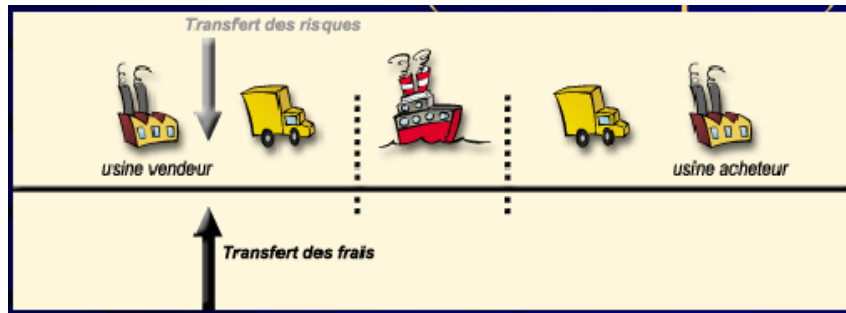 Transfert des risques
usine vendeur
usine acheteur
Transfert des frais